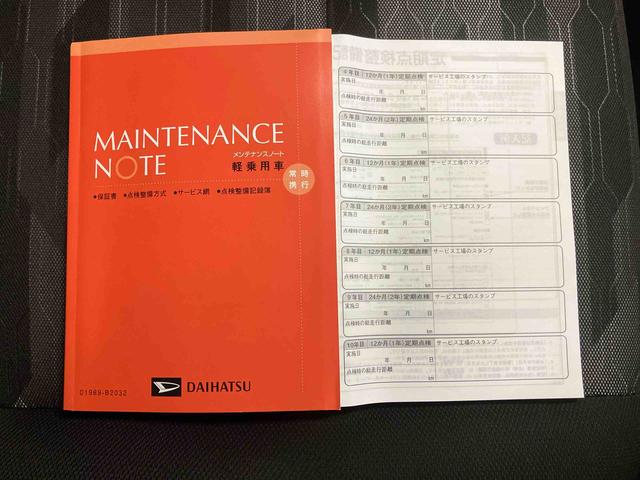 MAINTENANCE
NOTE
メンテナンスノート
軽乗用車
常時
携行
●保証書 ●点検整備方式 ●サービス網 ●点検整備記録簿
DAIHATSU
01989-B2032
4年目 12か月(1年)定期点検 サービス工場のスタンプ
実施日
年 月 日
点検時の総走行距離
km
5年目 24か月(2年)定期点検 サービス工場のスタンプ
実施日
年 月 日
点検時の総走行距離
km
6年目 12か月(1年)定期点検 サービス工場のスタンプ
実施日
年 月 日
点検時の総走行距離
km
7年目 24か月(2年)定期点検 サービス工場のスタンプ
実施日
年 月 日
点検時の総走行距離
km
8年目 12か月(1年)定期点検 サービス工場のスタンプ
実施日
年 月 日
点検時の総走行距離
km
9年目 24か月(2年)定期点検 サービス工場のスタンプ
実施日
年 月 日
点検時の総走行距離
km
10年目 12か月(1年)定期点検 サービス工場のスタンプ
実施日
年 月 日
点検時の総走行距離
km